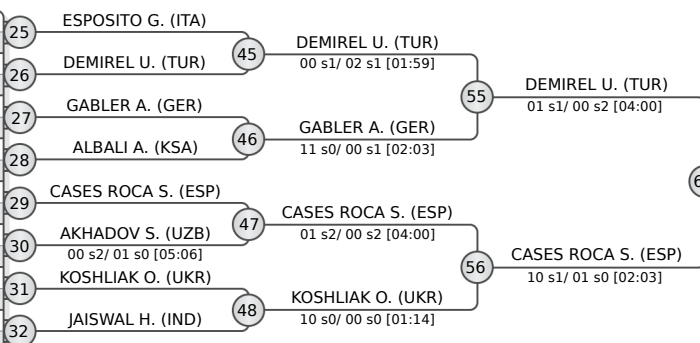 25
ESPOSITO G. (ITA)
26
DEMIREL U. (TUR)
45
DEMIREL U. (TUR)
00 s1/ 02 s1 [01:59]
27
GABLER A. (GER)
28
ALBALI A. (KSA)
46
GABLER A. (GER)
11 s0/ 00 s1 [02:03]
55
DEMIREL U. (TUR)
01 s1/ 00 s2 [04:00]
29
CASES ROCA S. (ESP)
30
AKHADOV S. (UZB)
00 s2/ 01 s0 [05:06]
47
CASES ROCA S. (ESP)
01 s2/ 00 s2 [04:00]
31
KOSHLIAK O. (UKR)
32
JAISWAL H. (IND)
48
KOSHLIAK O. (UKR)
10 s0/ 00 s0 [01:14]
56
CASES ROCA S. (ESP)
10 s1/ 01 s0 [02:03]